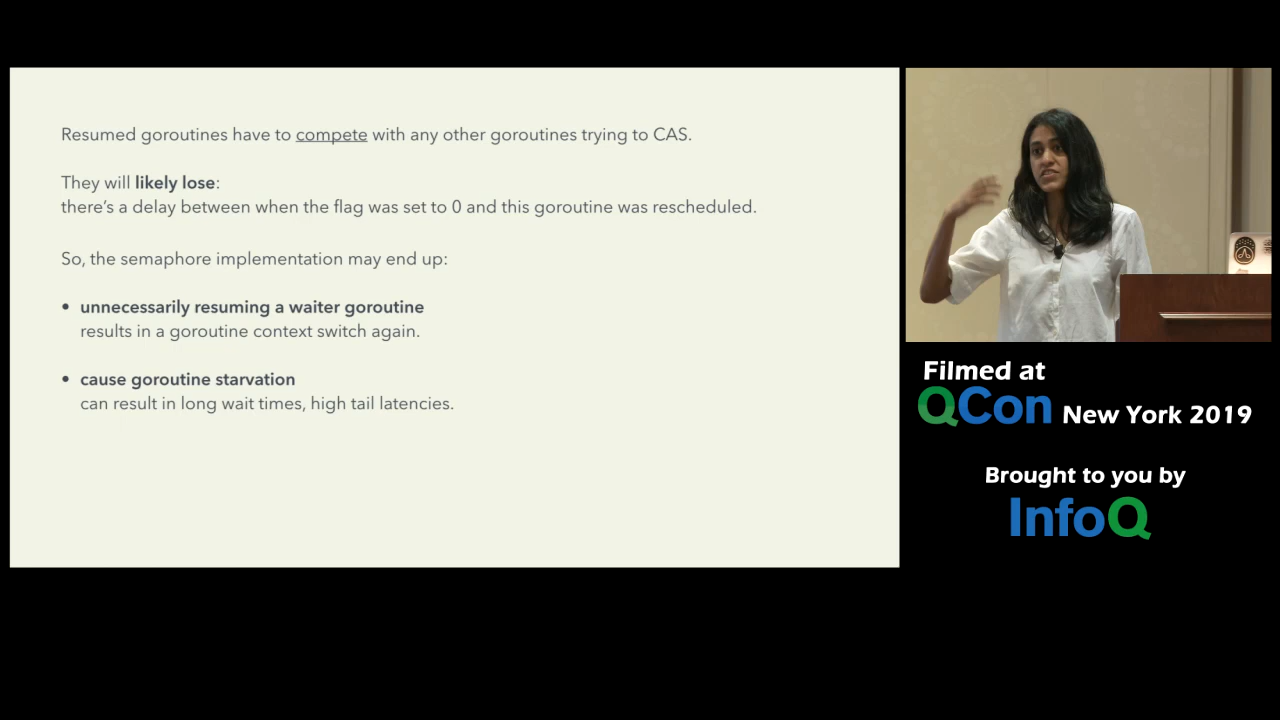 Resumed goroutines have to compete with any other goroutines trying to CAS.
They will likely lose:
there’s a delay between when the flag was set to 0 and this goroutine was rescheduled.
So, the semaphore implementation may end up:
• unnecessarily resuming a waiter goroutine
results in a goroutine context switch again.
• cause goroutine starvation
can result in long wait times, high tail latencies.
Filmed at
QCon New York 2019
Brought to you by
InfoQ